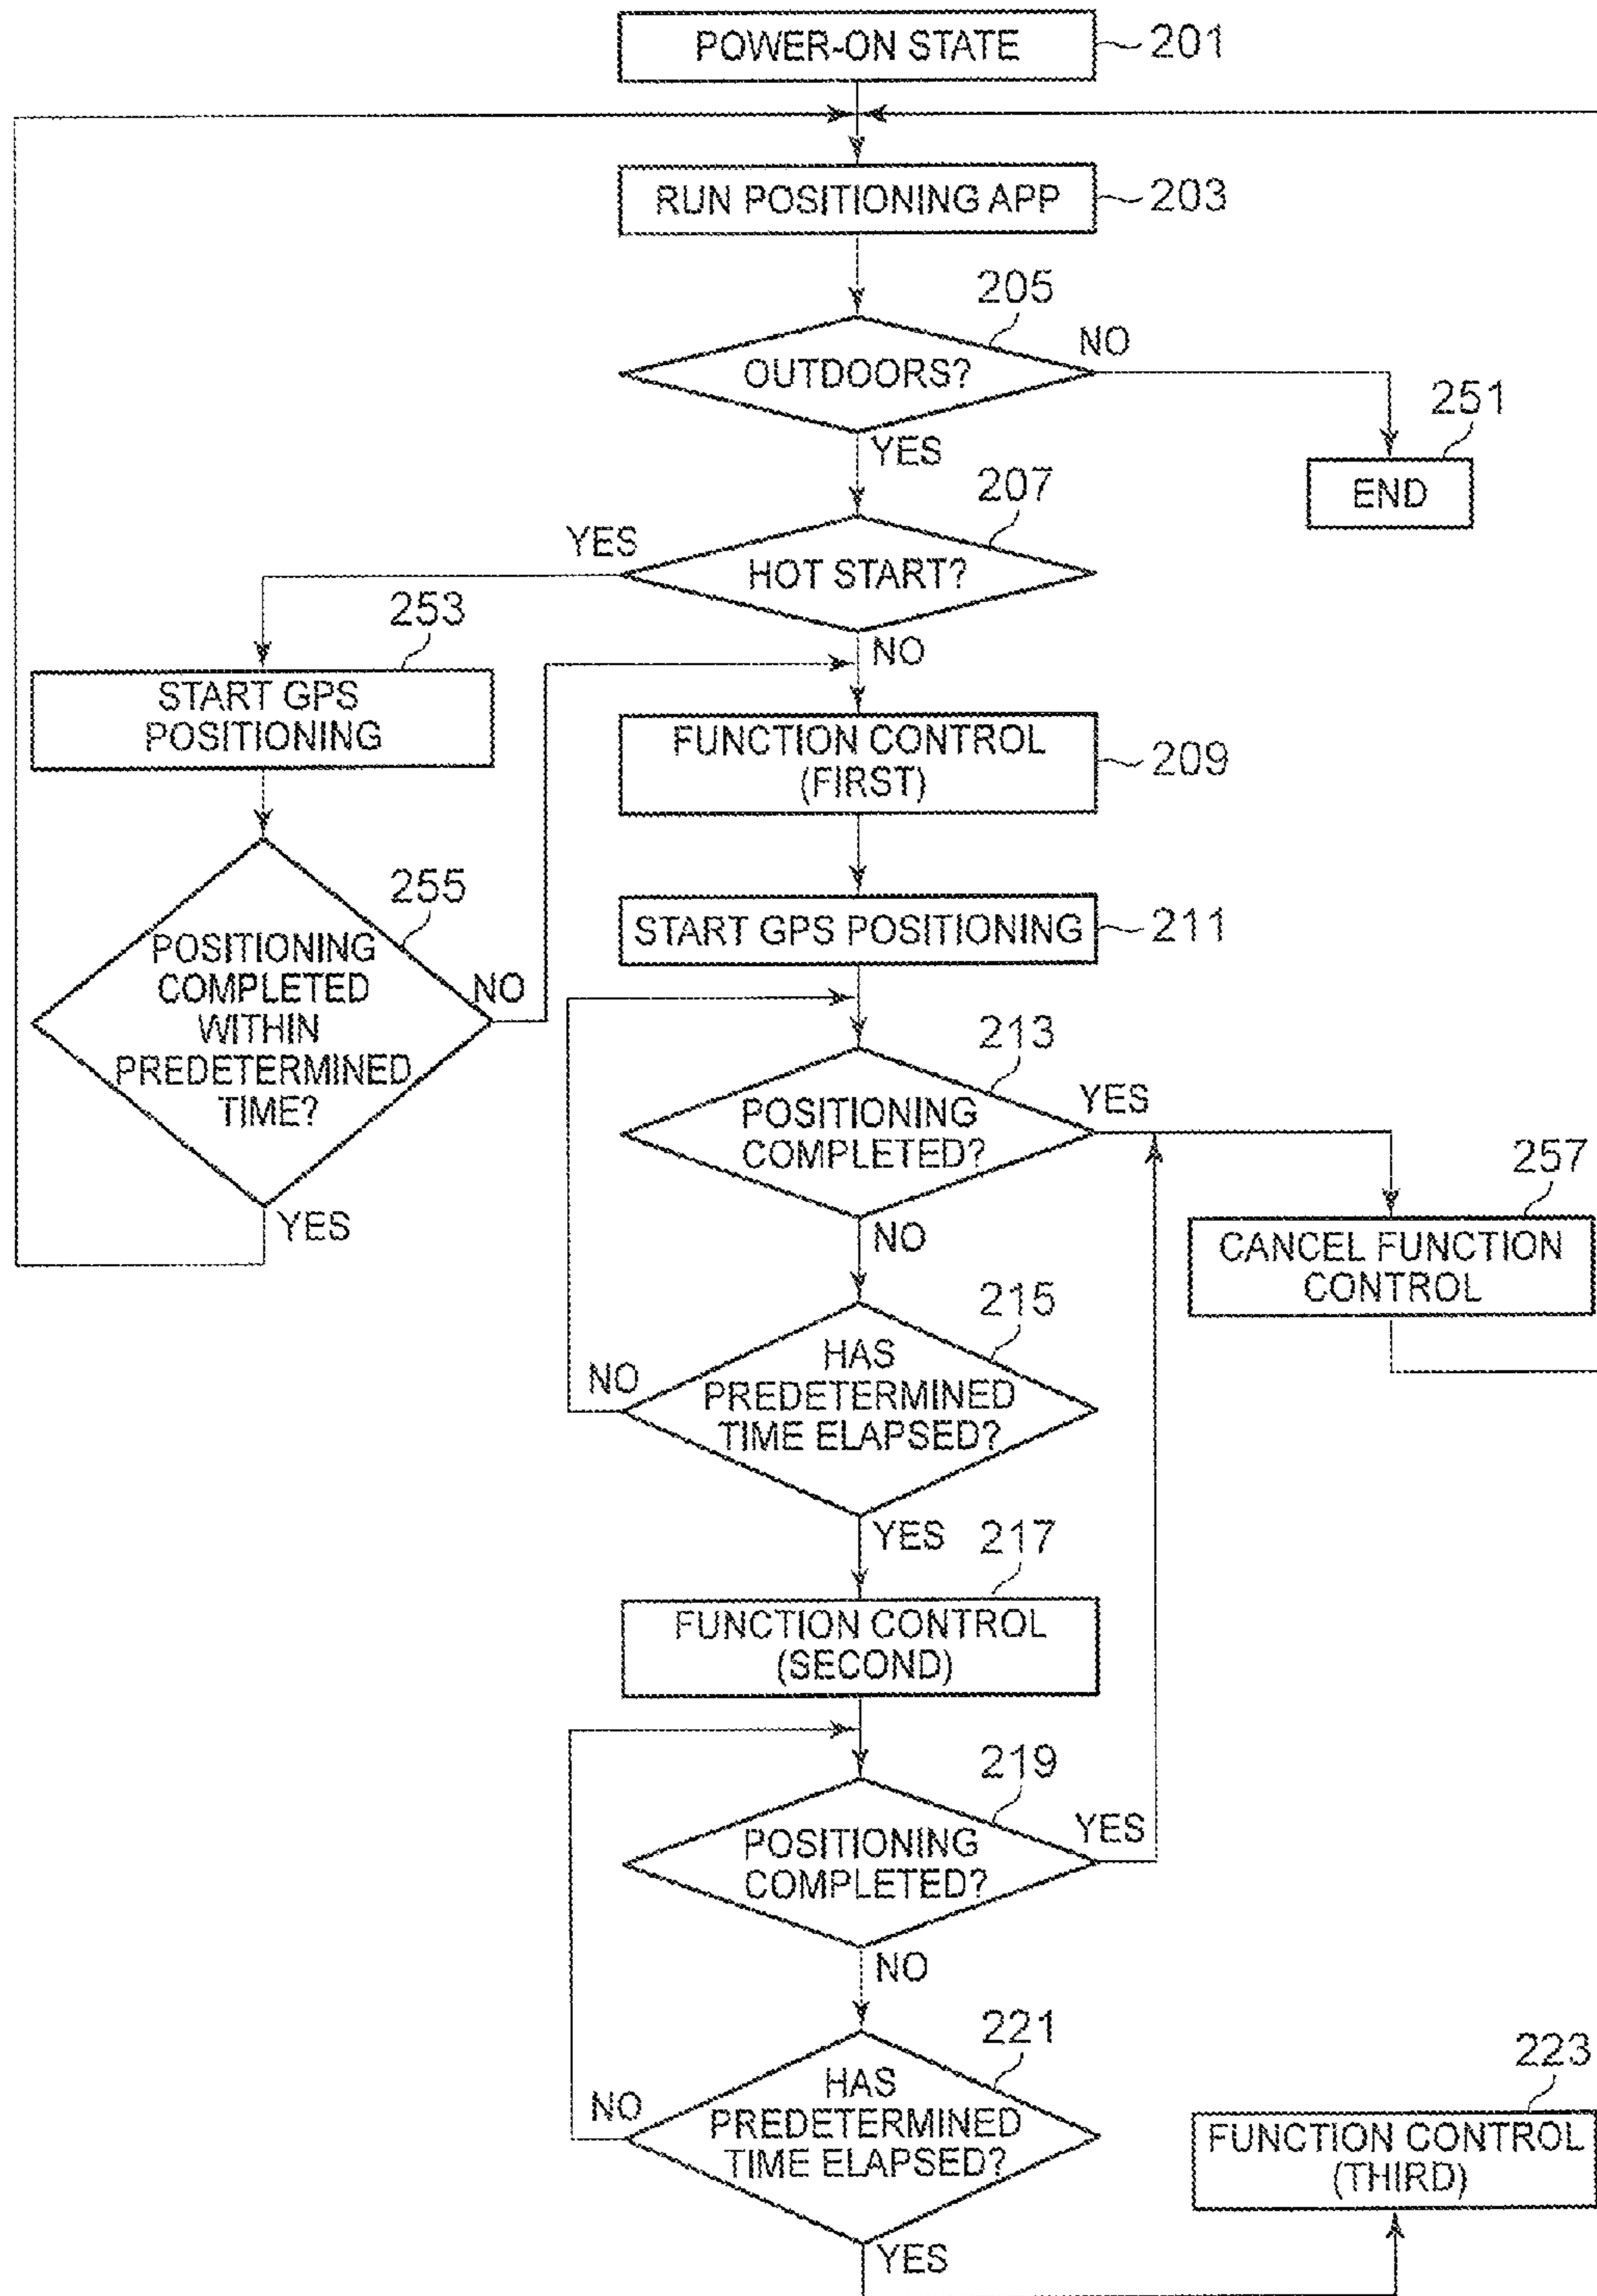 POWER-ON STATE
201
RUN POSITIONING APP
203
205
OUTDOORS?
NO
YES
251
END
207
HOT START?
YES
NO
253
START GPS
POSITIONING
FUNCTION CONTROL
(FIRST)
209
255
POSITIONING
COMPLETED
WITHIN
PREDETERMINED
TIME?
NO
YES
START GPS POSITIONING
211
213
POSITIONING
COMPLETED?
YES
NO
257
CANCEL FUNCTION
CONTROL
215
HAS
PREDETERMINED
TIME ELAPSED?
NO
YES
217
FUNCTION CONTROL
(SECOND)
219
POSITIONING
COMPLETED?
YES
NO
221
HAS
PREDETERMINED
TIME ELAPSED?
NO
YES
223
FUNCTION CONTROL
(THIRD)